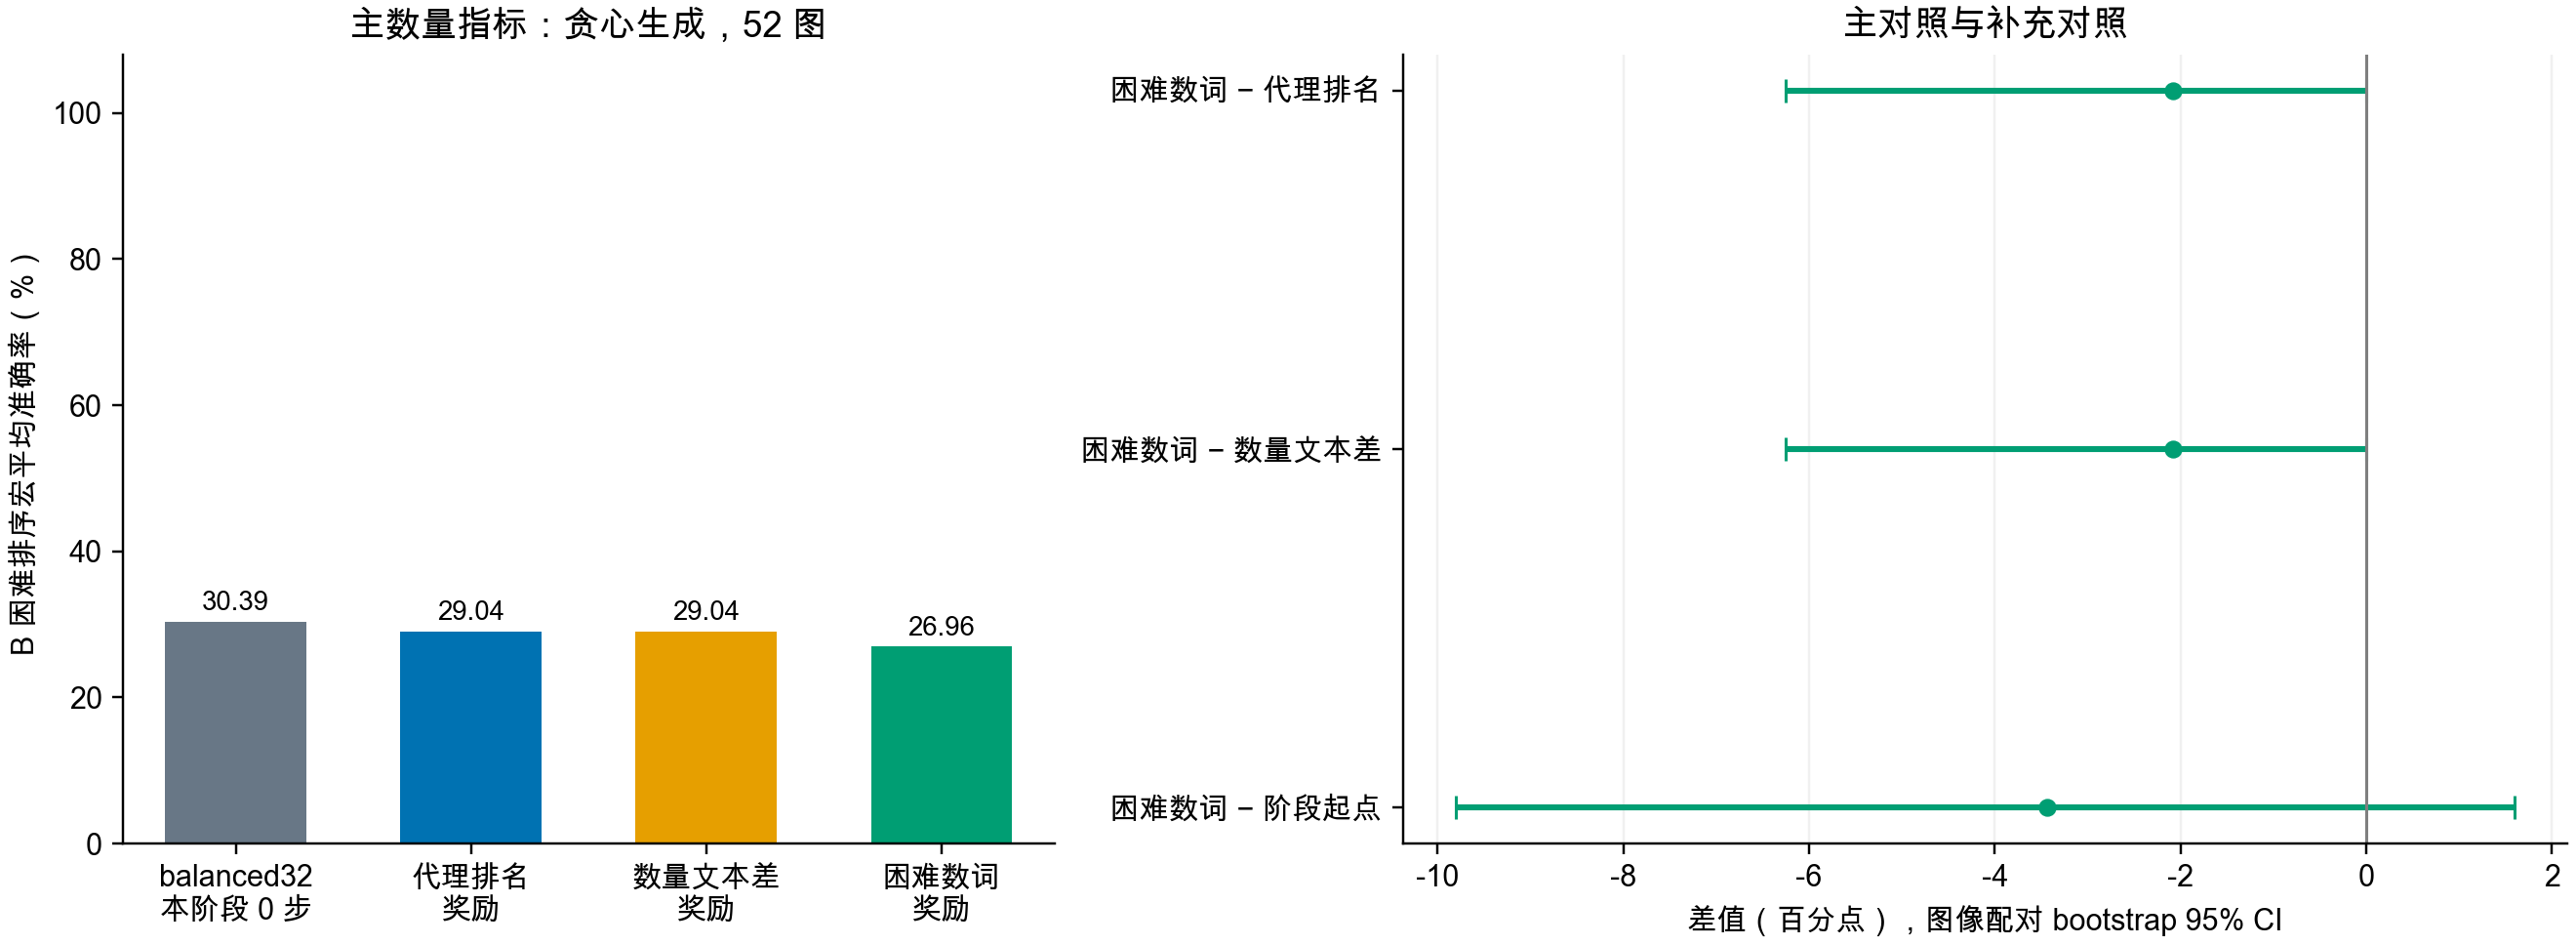 主数量指标：贪心生成，52 图
B 困难排序宏平均准确率（%）
100
80
60
40
20
0
30.39
29.04
29.04
26.96
balanced32
本阶段 0 步
代理排名
奖励
数量文本差
奖励
困难数词
奖励
主对照与补充对照
困难数词 − 代理排名
困难数词 − 数量文本差
困难数词 − 阶段起点
-10
-8
-6
-4
-2
0
2
差值（百分点），图像配对 bootstrap 95% CI